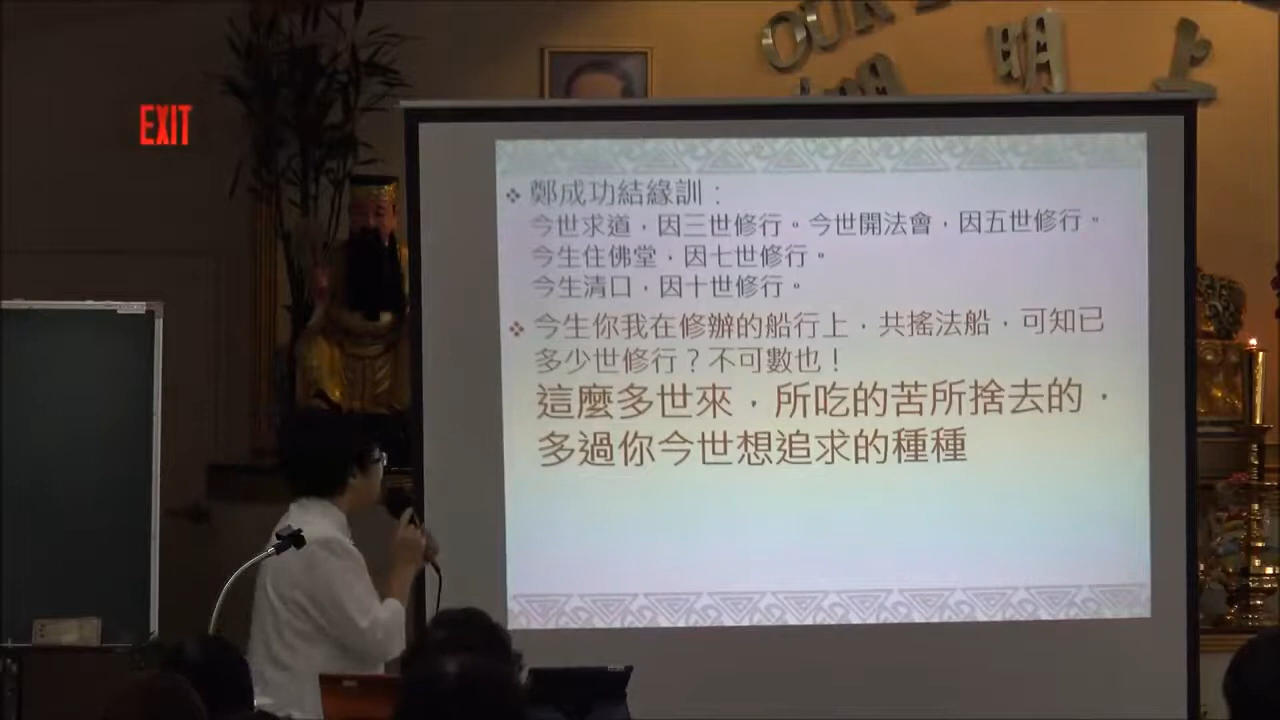 OUR
明 上
EXIT
❖ 鄭成功結緣訓：
今世求道，因三世修行。今世開法會，因五世修行。
今生住佛堂，因七世修行。
今生清口，因十世修行。
❖ 今生你我在修辦的船行上，共搖法船，可知已
多少世修行？不可數也！
這麼多世來，所吃的苦所捨去的，
多過你今世想追求的種種